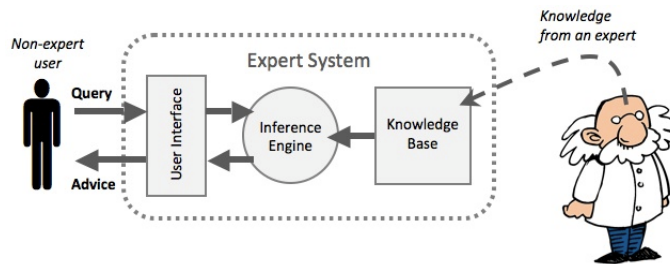 Non-expert
user
Query
Advice
Expert System
User Interface
Inference
Engine
Knowledge
Base
Knowledge
from an expert